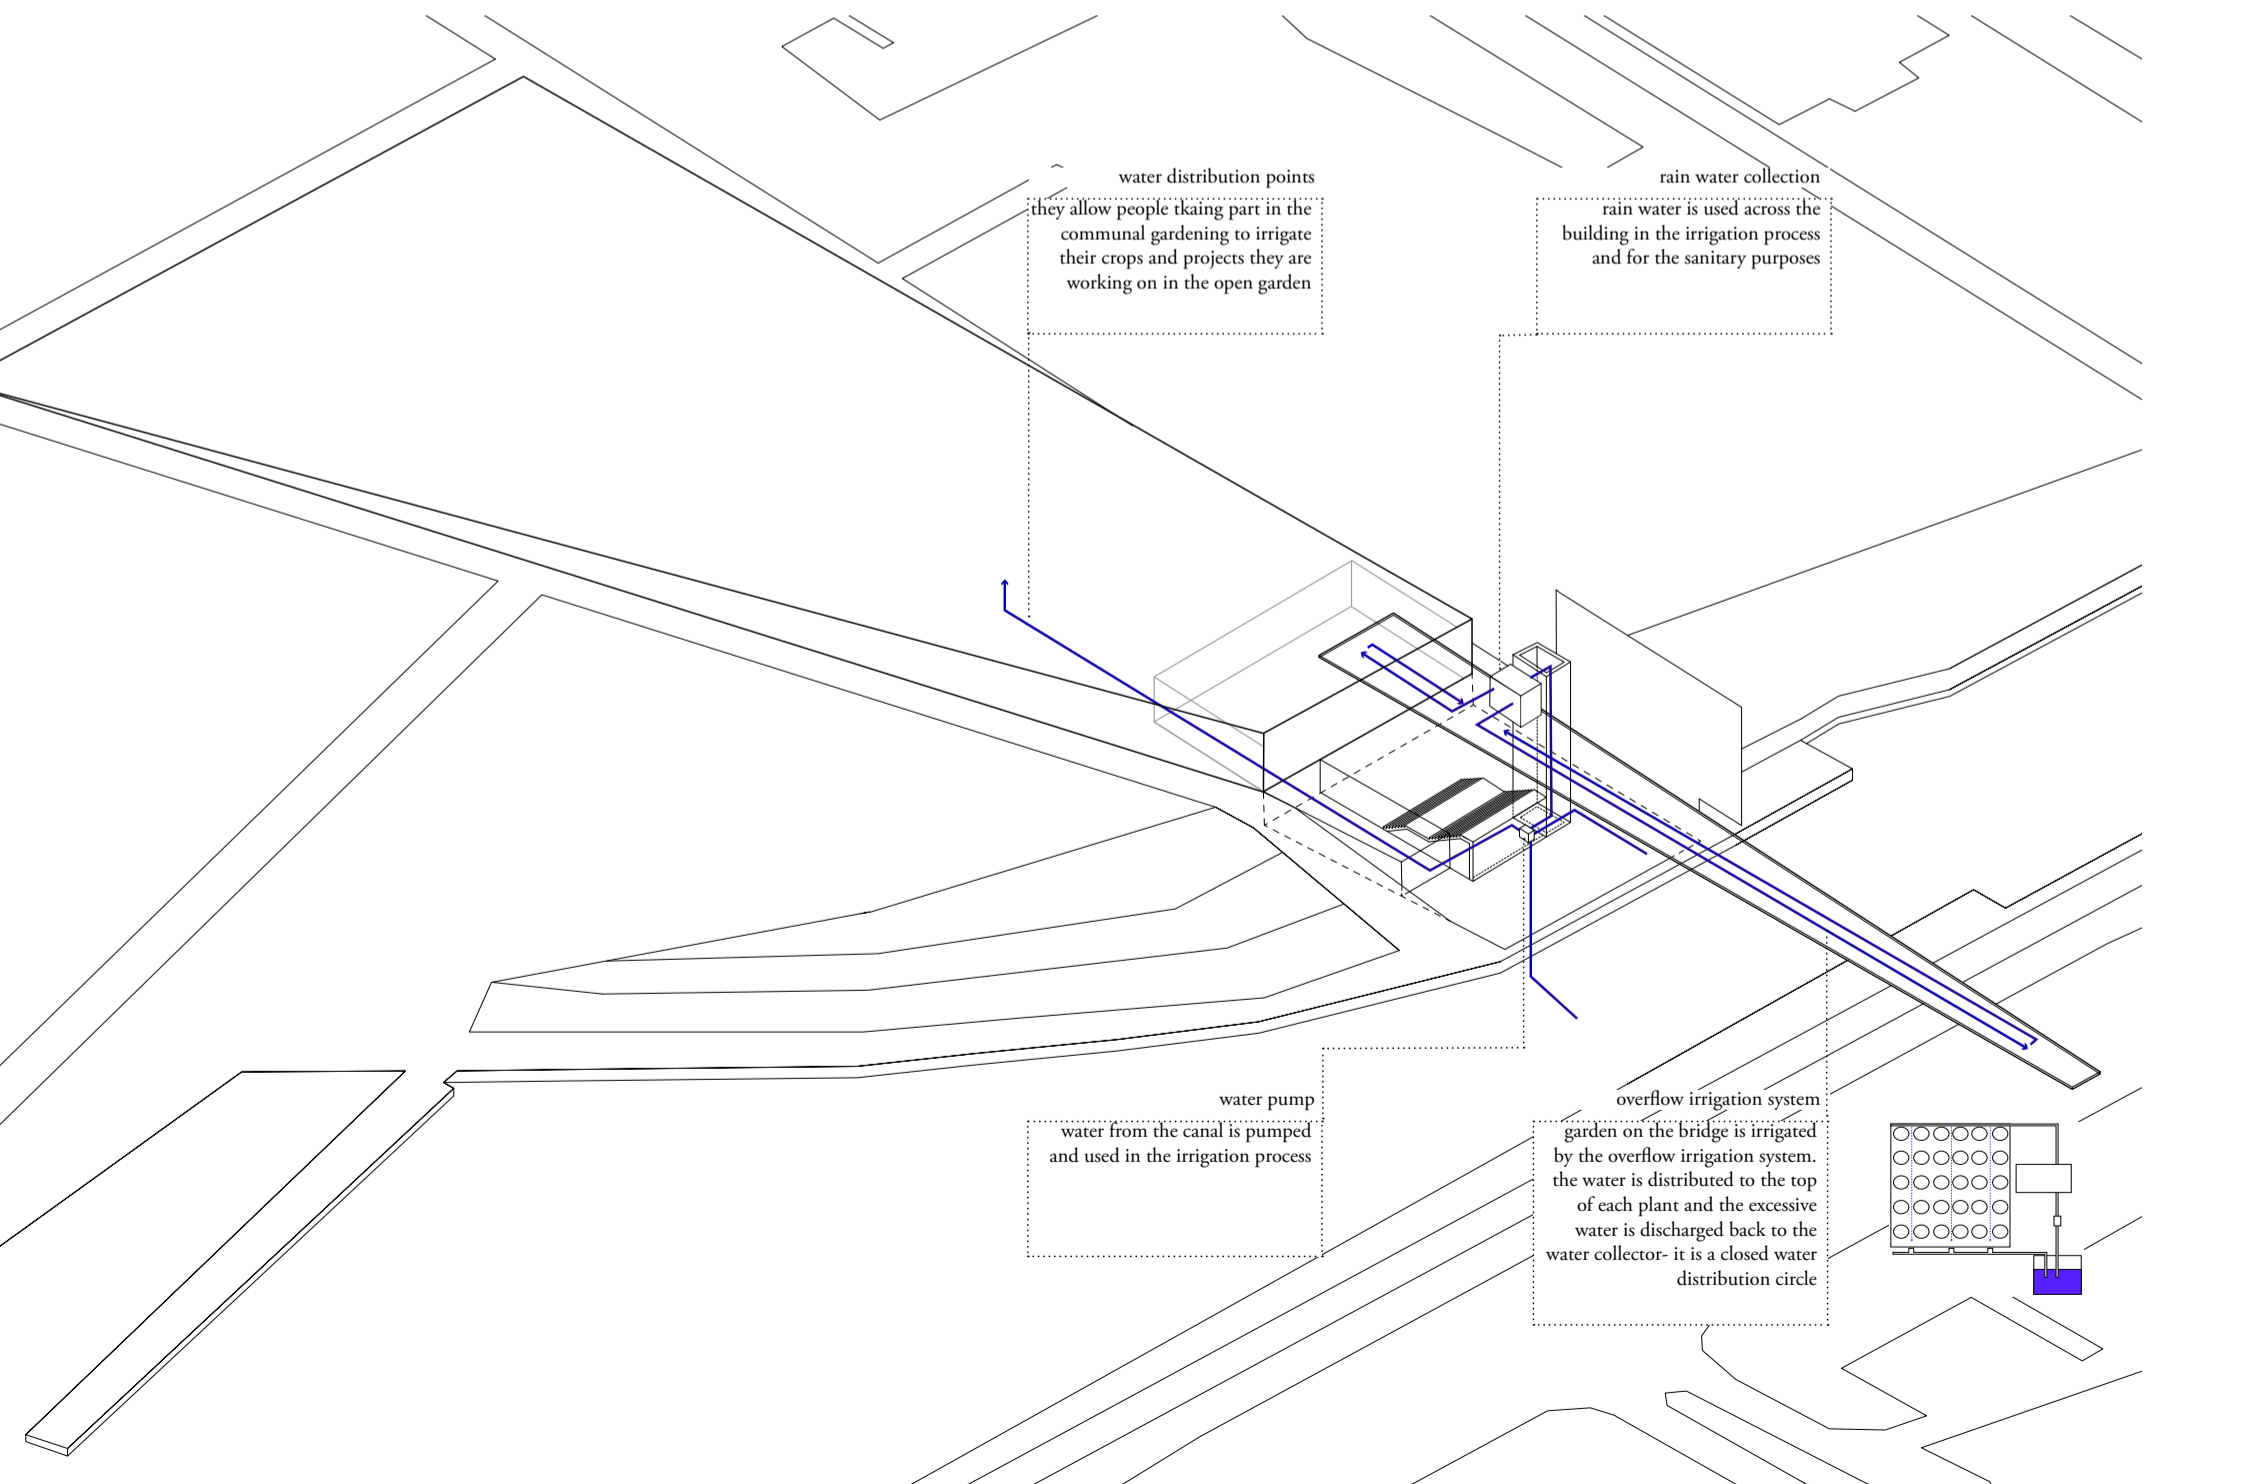 water distribution points
they allow people tkaing part in the
communal gardening to irrigate
their crops and projects they are
working on in the open garden
rain water collection
rain water is used across the
building in the irrigation process
and for the sanitary purposes
water pump
water from the canal is pumped
and used in the irrigation process
overflow irrigation system
garden on the bridge is irrigated
by the overflow irrigation system.
the water is distributed to the top
of each plant and the excessive
water is discharged back to the
water collector- it is a closed water
distribution circle